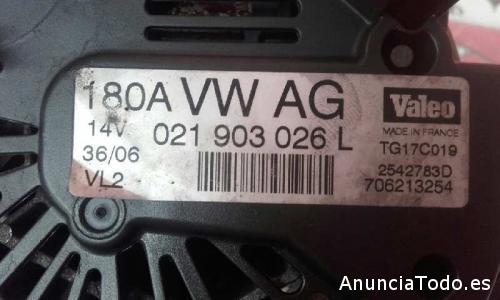 180A VW AG
14V 021 903 026 L
36/06
VL2
Valeo
MADE IN FRANCE
TG17C019
2542783D
706213254
AnunciaTodo.es